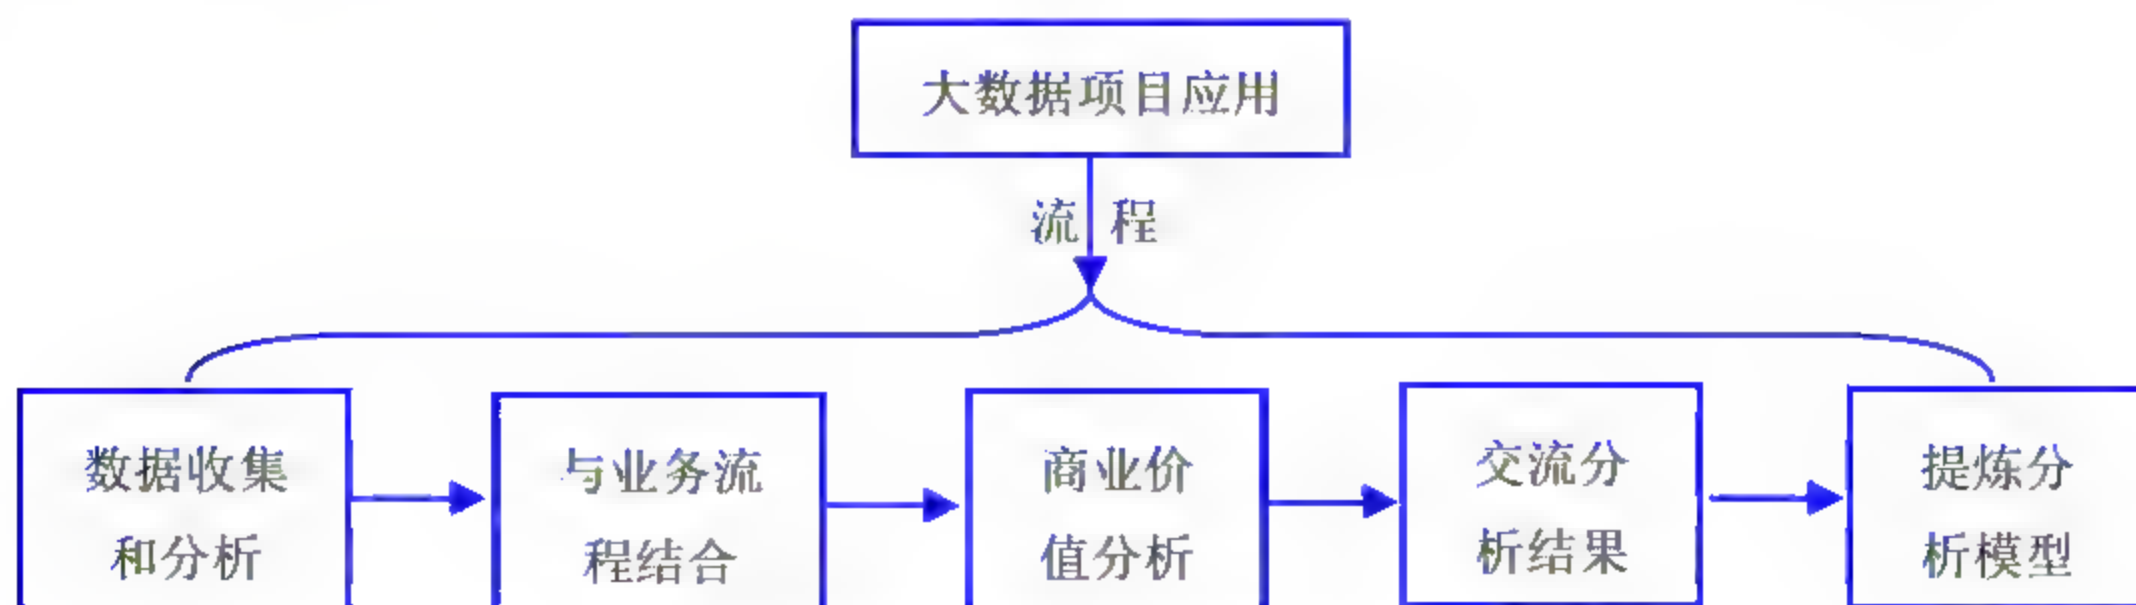 大数据项目应用
流程
数据收集
和分析
与业务流
程结合
商业价
值分析
交流分
析结果
提炼分
析模型